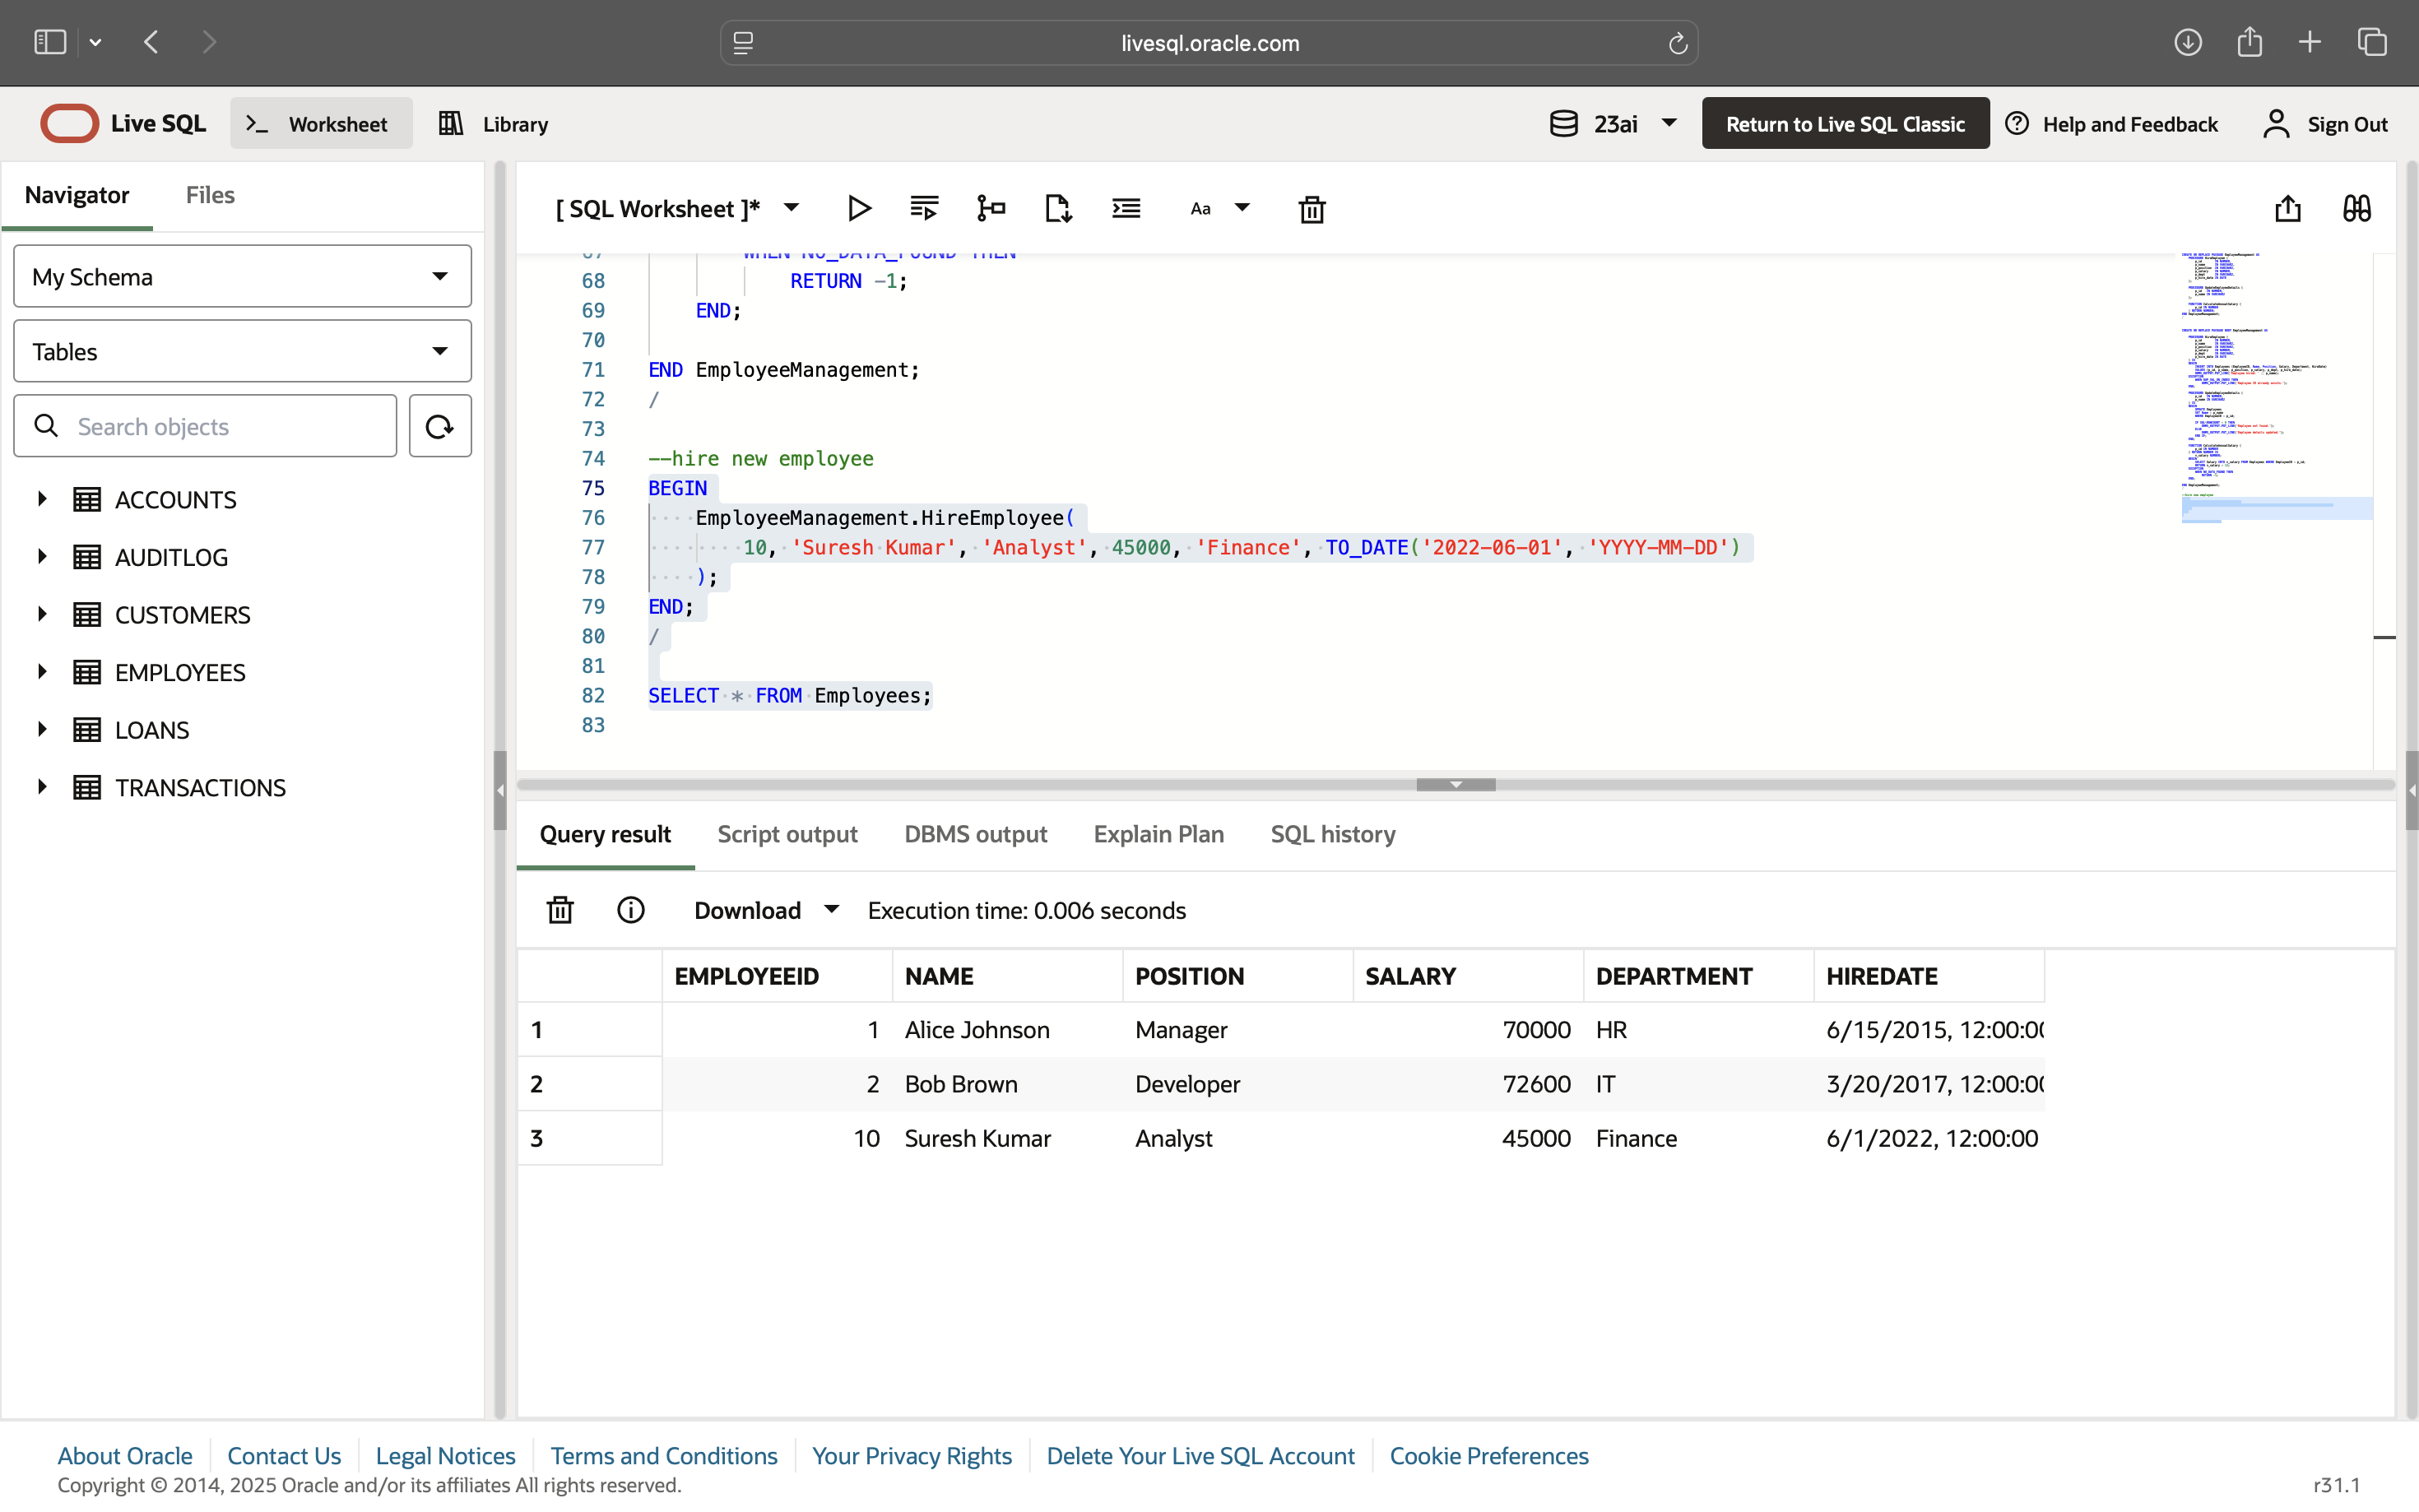 livesql.oracle.com
Live SQL
>_ Worksheet
Library
23ai
Return to Live SQL Classic
Help and Feedback
Sign Out
Navigator
Files
My Schema
Tables
Search objects
ACCOUNTS
AUDITLOG
CUSTOMERS
EMPLOYEES
LOANS
TRANSACTIONS
[ SQL Worksheet ]*
Aa
67 WHEN NO_DATA_FOUND THEN
68 RETURN -1;
69 END;
70
71 END EmployeeManagement;
72 /
73
74 --hire new employee
75 BEGIN
76 EmployeeManagement.HireEmployee(
77 10, 'Suresh Kumar', 'Analyst', 45000, 'Finance', TO_DATE('2022-06-01', 'YYYY-MM-DD')
78 );
79 END;
80 /
81
82 SELECT * FROM Employees;
83
Query result
Script output
DBMS output
Explain Plan
SQL history
Download
Execution time: 0.006 seconds
EMPLOYEEID NAME POSITION SALARY DEPARTMENT HIREDATE
1 1 Alice Johnson Manager 70000 HR 6/15/2015, 12:00:00
2 2 Bob Brown Developer 72600 IT 3/20/2017, 12:00:00
3 10 Suresh Kumar Analyst 45000 Finance 6/1/2022, 12:00:00
About Oracle
Contact Us
Legal Notices
Terms and Conditions
Your Privacy Rights
Delete Your Live SQL Account
Cookie Preferences
Copyright © 2014, 2025 Oracle and/or its affiliates All rights reserved.
r31.1